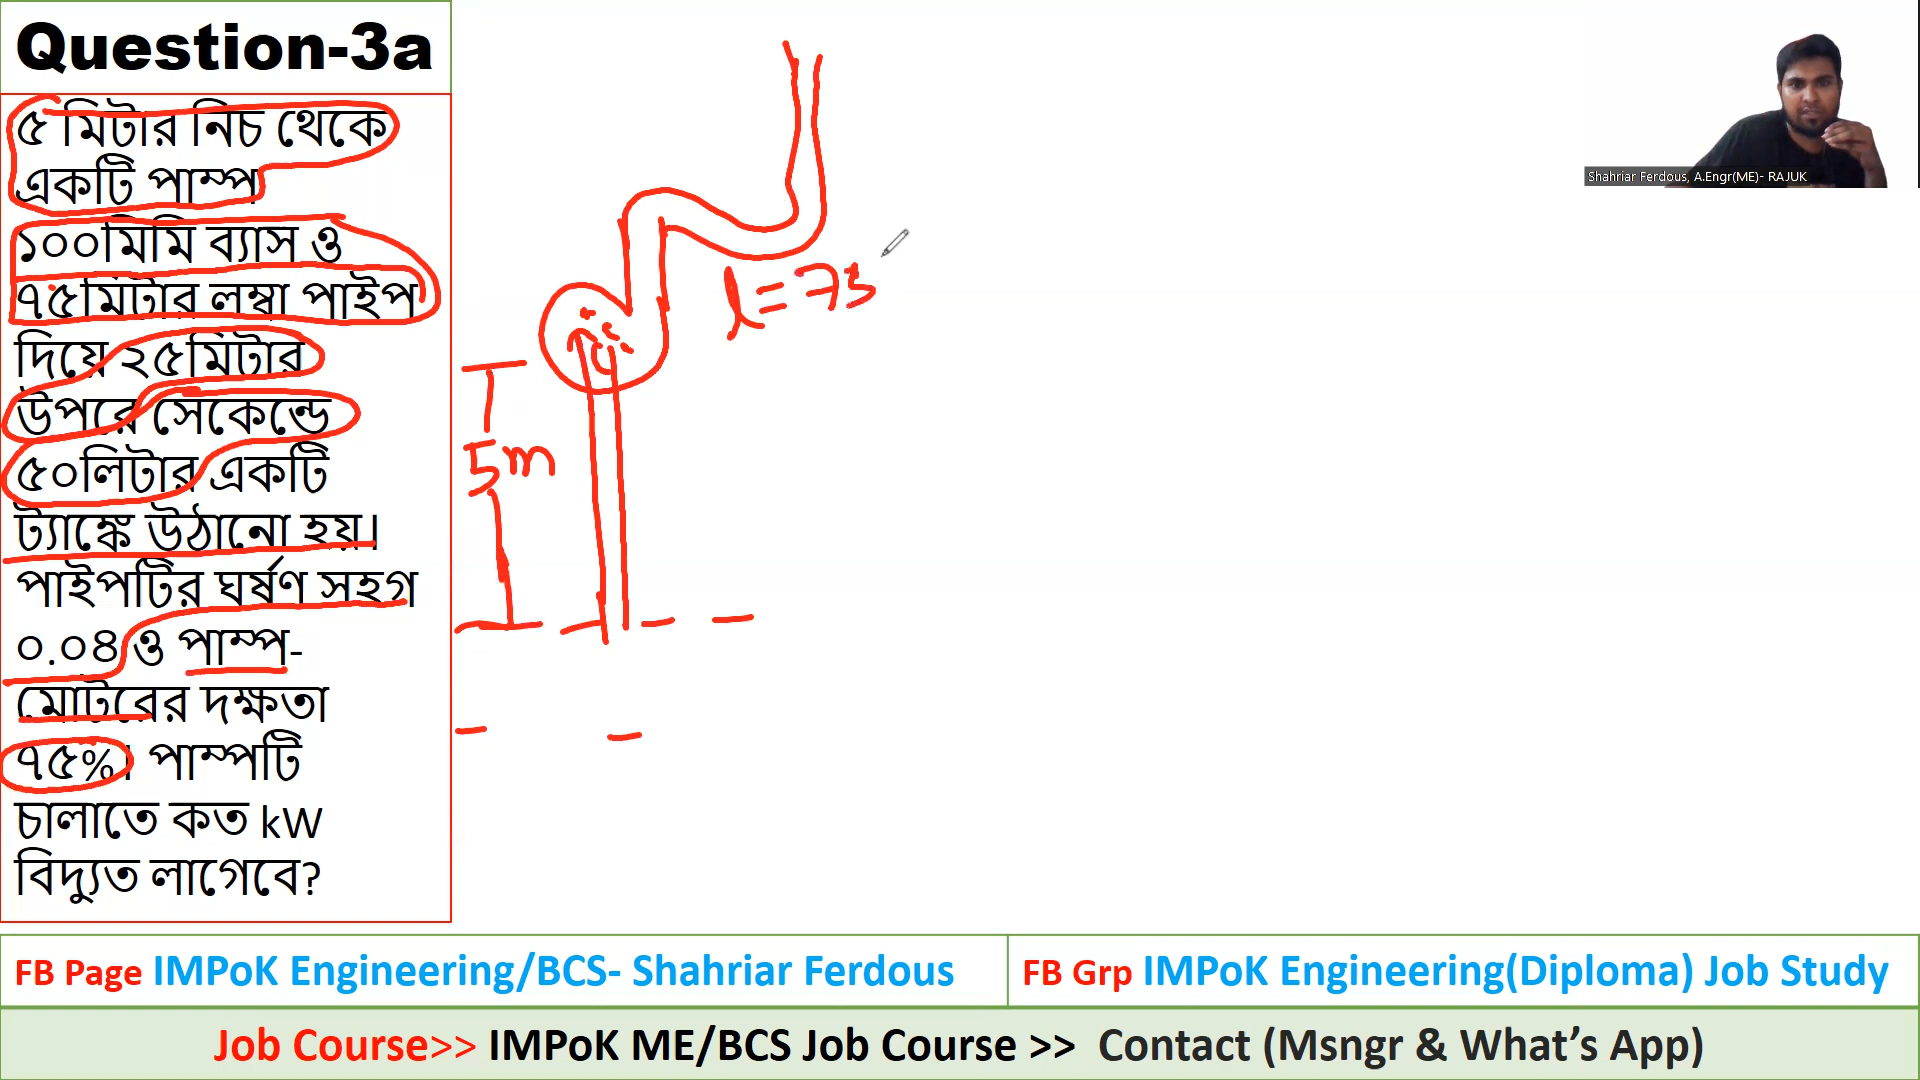 Question-3a
Shahriar Ferdous, A.Engr(ME)- RAJUK
৫ মিটার নিচ থেকে
একটি পাম্প
১০০মিমি ব্যাস ও
৭৫মিটার লম্বা পাইপ
দিয়ে ২৫মিটার
উপরে সেকেন্ডে
৫০লিটার একটি
ট্যাঙ্কে উঠানো হয়।
পাইপটির ঘর্ষণ সহগ
০.০৪ ও পাম্প-
মোটরের দক্ষতা
৭৫%। পাম্পটি
চালাতে কত kW
বিদ্যুত লাগেবে?
l = 75
5m
FB Page IMPoK Engineering/BCS- Shahriar Ferdous
FB Grp IMPoK Engineering(Diploma) Job Study
Job Course>> IMPoK ME/BCS Job Course >> Contact (Msngr & What’s App)